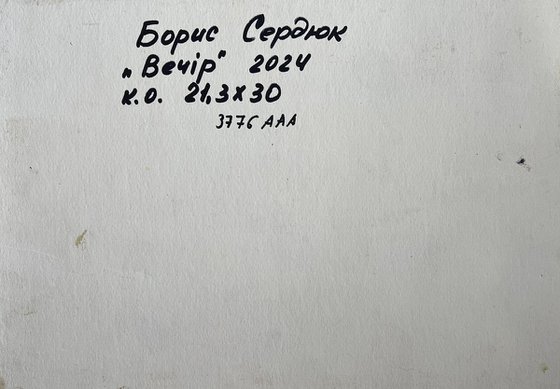 Борис Сердюк
„Вечір" 2024
к.о. 21,3х30
3776 ААА